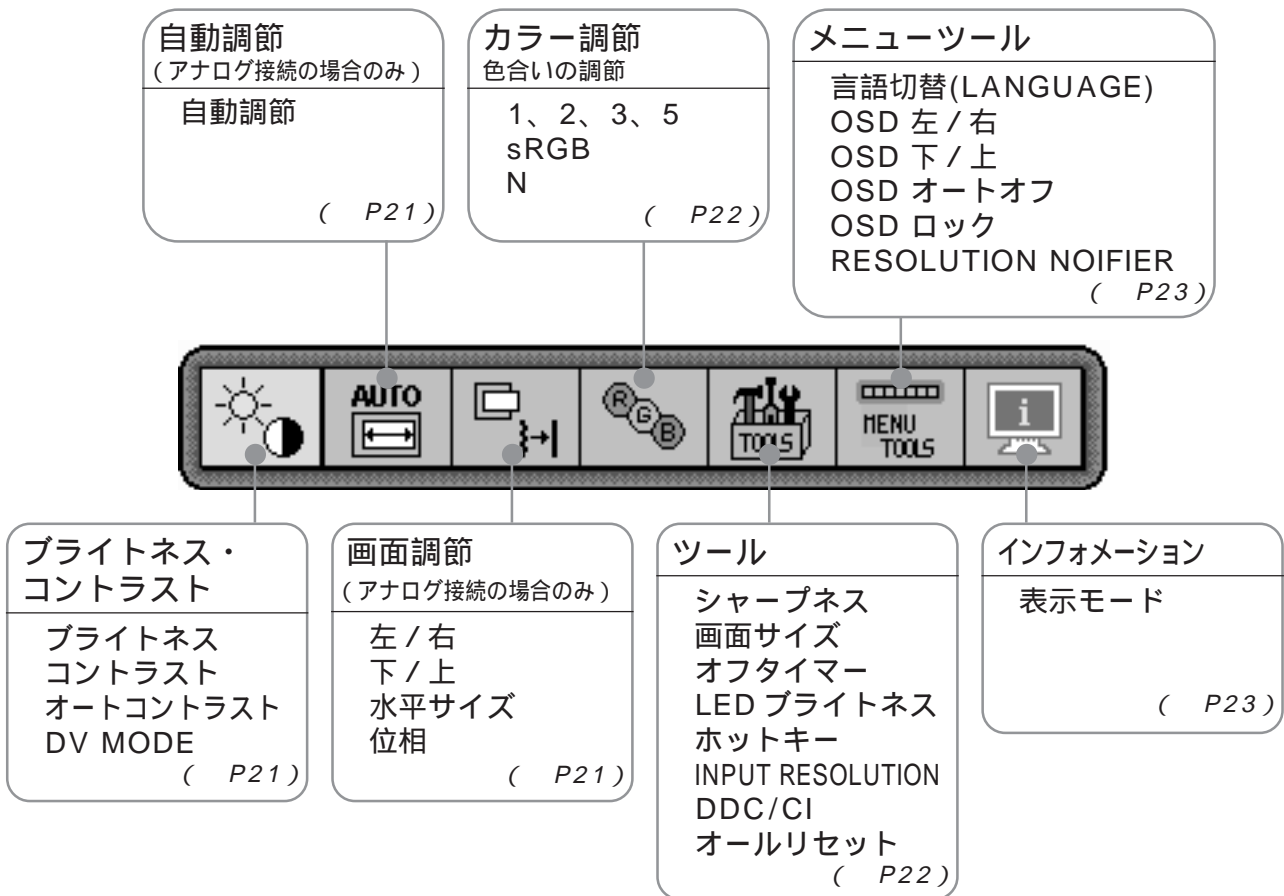 自動調節
(アナログ接続の場合のみ)
自動調節
( P21)
カラー調節
色合いの調節
1、2、3、5
sRGB
N
( P22)
メニューツール
言語切替(LANGUAGE)
OSD 左/右
OSD 下/上
OSD オートオフ
OSD ロック
RESOLUTION NOIFIER
( P23)
AUTO
R
G
B
TOOLS
MENU
TOOLS
i
ブライトネス・
コントラスト
ブライトネス
コントラスト
オートコントラスト
DV MODE
( P21)
画面調節
(アナログ接続の場合のみ)
左/右
下/上
水平サイズ
位相
( P21)
ツール
シャープネス
画面サイズ
オフタイマー
LED ブライトネス
ホットキー
INPUT RESOLUTION
DDC/CI
オールリセット
( P22)
インフォメーション
表示モード
( P23)